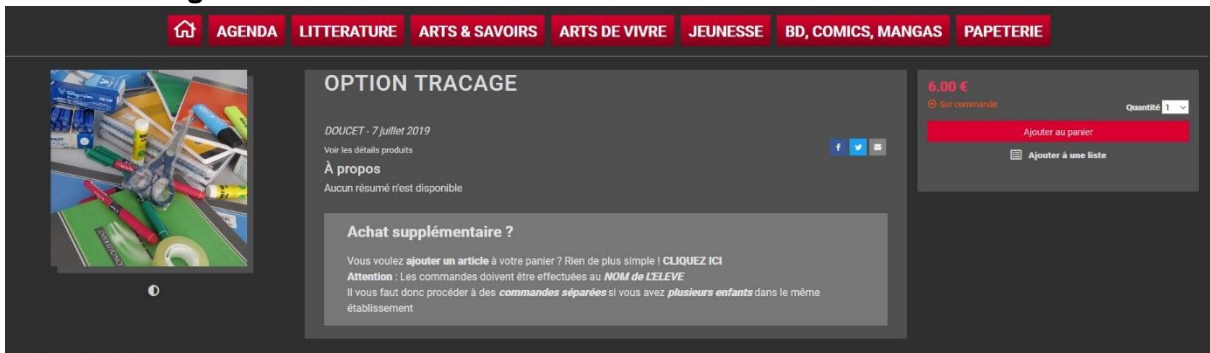 AGENDA LITTERATURE ARTS & SAVOIRS ARTS DE VIVRE JEUNESSE BD, COMICS, MANGAS PAPETERIE
OPTION TRACAGE
DOUCET - 7 juillet 2019
Voir les détails produits
À propos
Aucun résumé n'est disponible
Achat supplémentaire ?
Vous voulez ajouter un article à votre panier ? Rien de plus simple ! CLIQUEZ ICI
Attention : Les commandes doivent être effectuées au NOM de L'ELEVE
Il vous faut donc procéder à des commandes séparées si vous avez plusieurs enfants dans le même
établissement
6.00 €
Sur commande
Quantité 1
Ajouter au panier
Ajouter à une liste